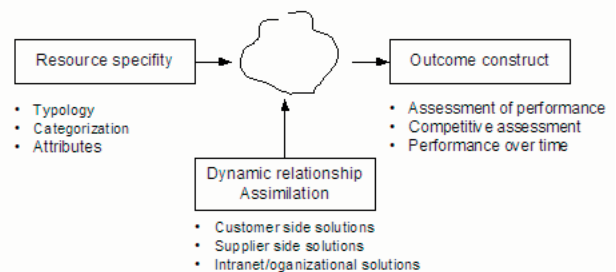 Resource specifity
Outcome construct
• Typology
• Categorization
• Attributes
• Assessment of performance
• Competitive assessment
• Performance over time
Dynamic relationship
Assimilation
• Customer side solutions
• Supplier side solutions
• Intranet/oganizational solutions